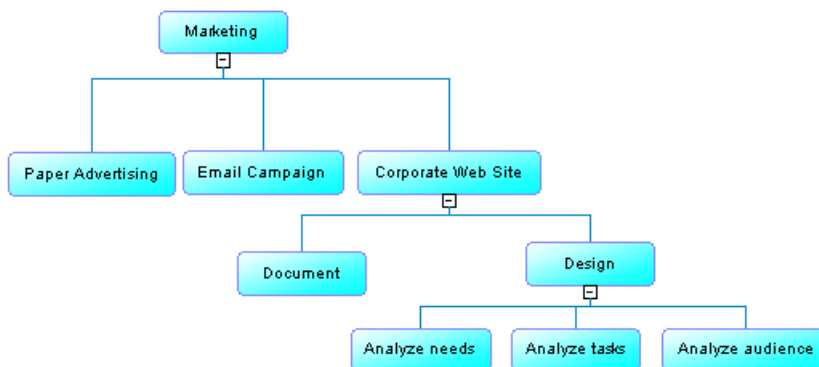 Marketing
Paper Advertising
Email Campaign
Corporate Web Site
Document
Design
Analyze needs
Analyze tasks
Analyze audience